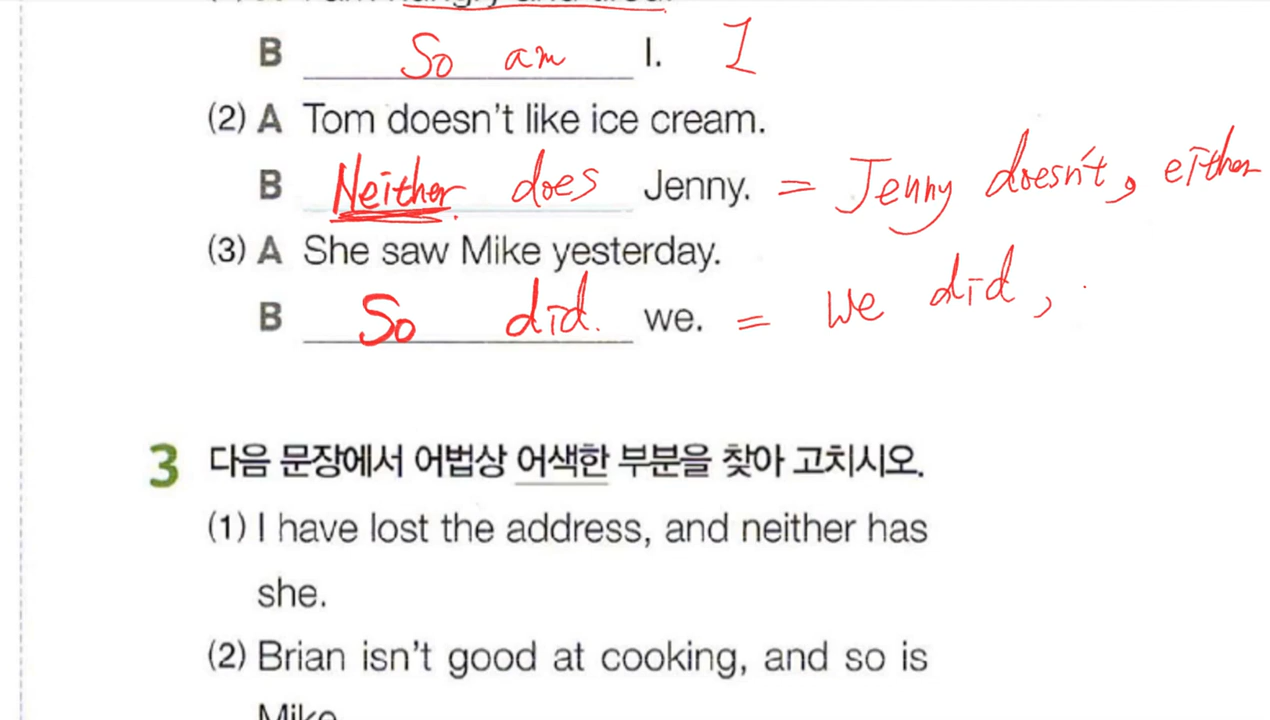 B So am I. I
(2) A Tom doesn't like ice cream.
B Neither does Jenny. = Jenny doesn't, either
(3) A She saw Mike yesterday.
B So did. we. = We did,
3 다음 문장에서 어법상 어색한 부분을 찾아 고치시오.
(1) I have lost the address, and neither has
she.
(2) Brian isn't good at cooking, and so is
Mike